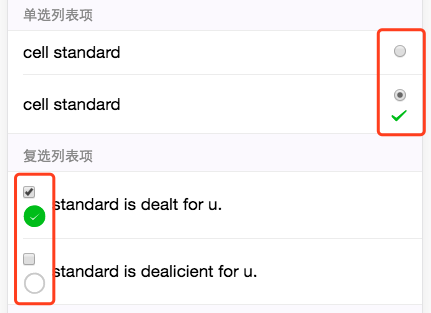 单选列表项
cell standard
cell standard
复选列表项
standard is dealt for u.
standard is dealicient for u.